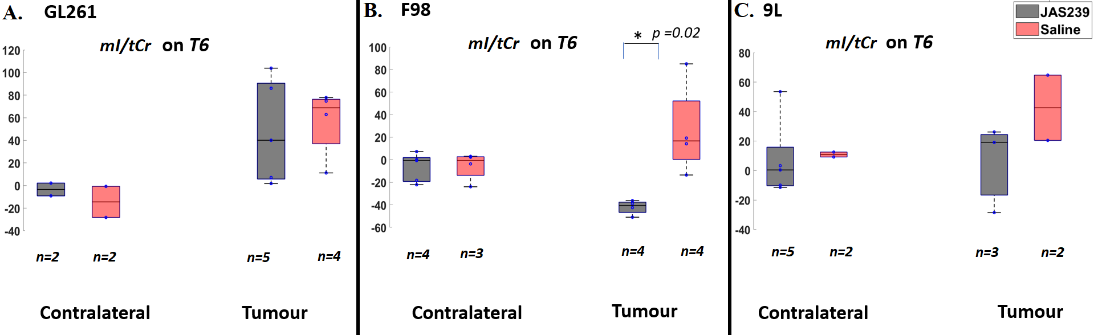 A. GL261
mI/tCr on T6
120
100
80
60
40
20
0
-20
-40
n=2
n=2
n=5
n=4
Contralateral
Tumour
B. F98
mI/tCr on T6
* p =0.02
100
80
60
40
20
0
-20
-40
-60
n=4
n=3
n=4
n=4
Contralateral
Tumour
C. 9L
JAS239
Saline
mI/tCr on T6
80
60
40
20
0
-20
-40
n=5
n=2
n=3
n=2
Contralateral
Tumour